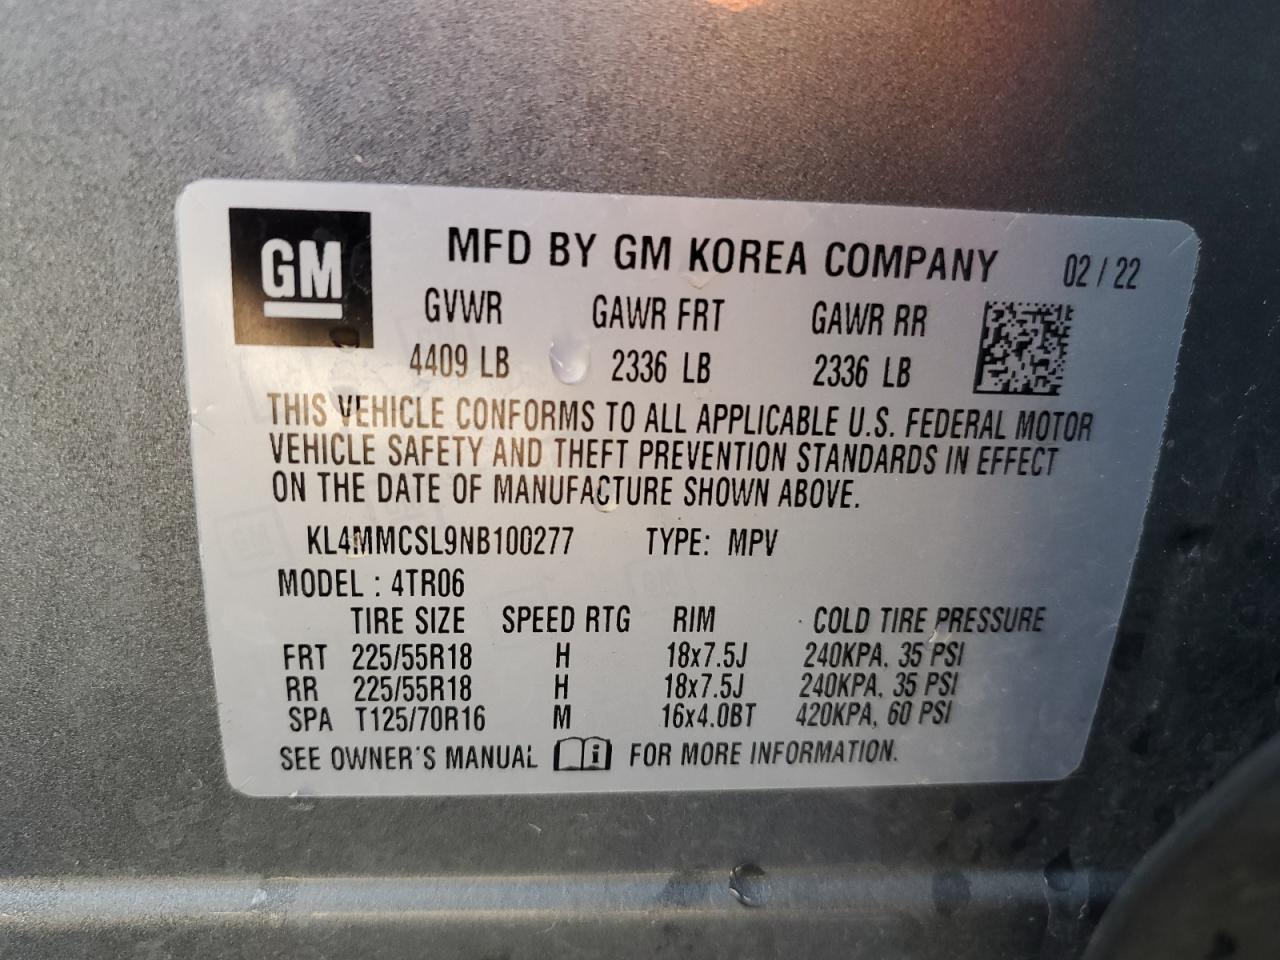 GM
MFD BY GM KOREA COMPANY 02 / 22
GVWR GAWR FRT GAWR RR
4409 LB 2336 LB 2336 LB
THIS VEHICLE CONFORMS TO ALL APPLICABLE U.S. FEDERAL MOTOR
VEHICLE SAFETY AND THEFT PREVENTION STANDARDS IN EFFECT
ON THE DATE OF MANUFACTURE SHOWN ABOVE.
KL4MMCSL9NB100277 TYPE: MPV
MODEL : 4TR06
TIRE SIZE SPEED RTG RIM COLD TIRE PRESSURE
FRT 225/55R18 H 18x7.5J 240KPA, 35 PSI
RR 225/55R18 H 18x7.5J 240KPA, 35 PSI
SPA T125/70R16 M 16x4.0BT 420KPA, 60 PSI
SEE OWNER'S MANUAL i FOR MORE INFORMATION.